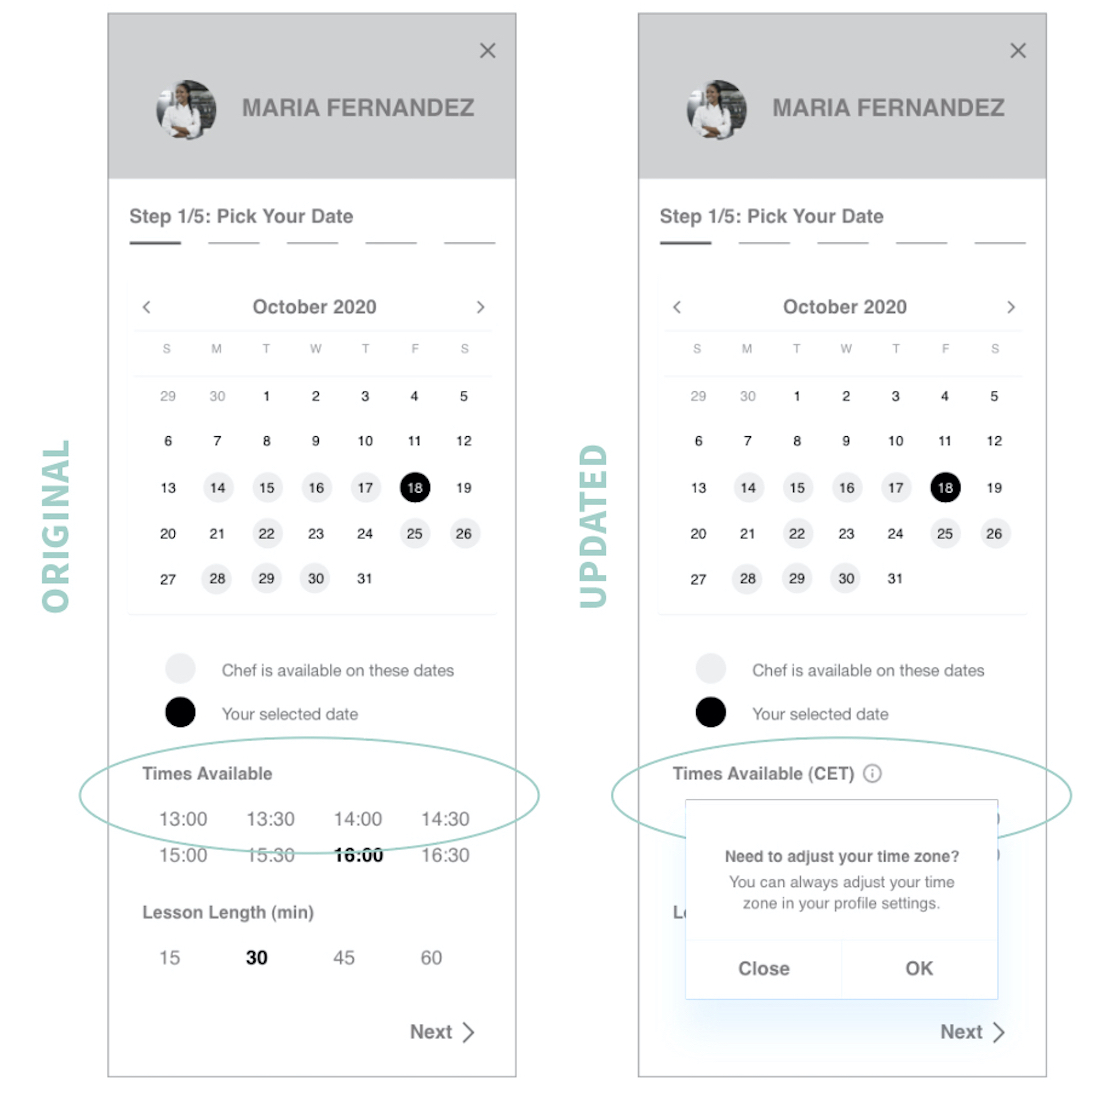 ORIGINAL
MARIA FERNANDEZ
Step 1/5: Pick Your Date
October 2020
S M T W T F S
29 30 1 2 3 4 5
6 7 8 9 10 11 12
13 14 15 16 17 18 19
20 21 22 23 24 25 26
27 28 29 30 31
Chef is available on these dates
Your selected date
Times Available
13:00 13:30 14:00 14:30
15:00 15:30 16:00 16:30
Lesson Length (min)
15 30 45 60
Next
UPDATED
MARIA FERNANDEZ
Step 1/5: Pick Your Date
October 2020
S M T W T F S
29 30 1 2 3 4 5
6 7 8 9 10 11 12
13 14 15 16 17 18 19
20 21 22 23 24 25 26
27 28 29 30 31
Chef is available on these dates
Your selected date
Times Available (CET)
Need to adjust your time zone?
You can always adjust your time
zone in your profile settings.
Close OK
Next